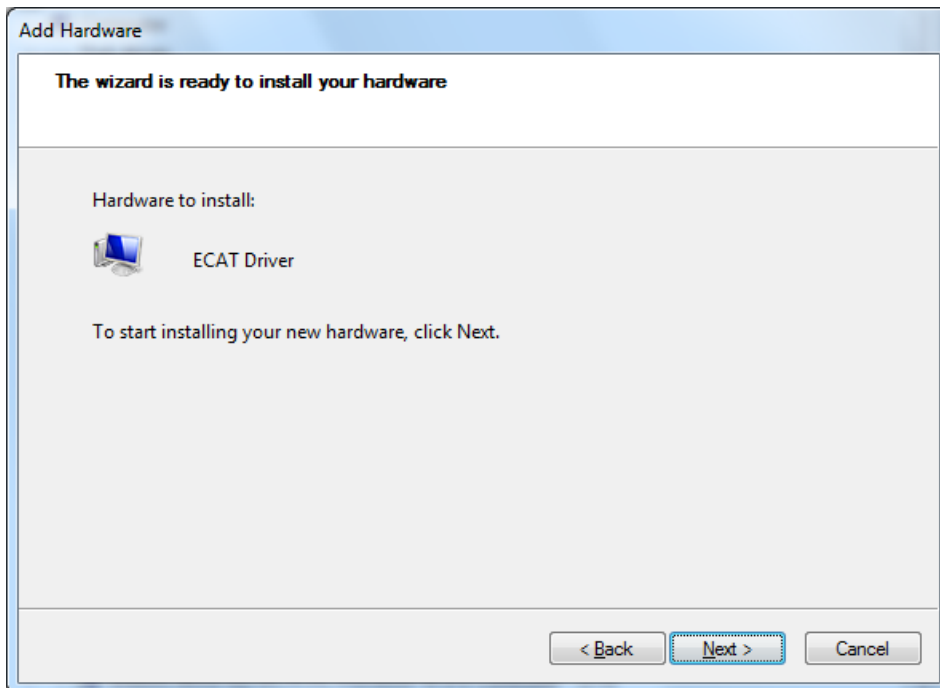 Add Hardware
The wizard is ready to install your hardware
Hardware to install:
ECAT Driver
To start installing your new hardware, click Next.
< Back Next > Cancel